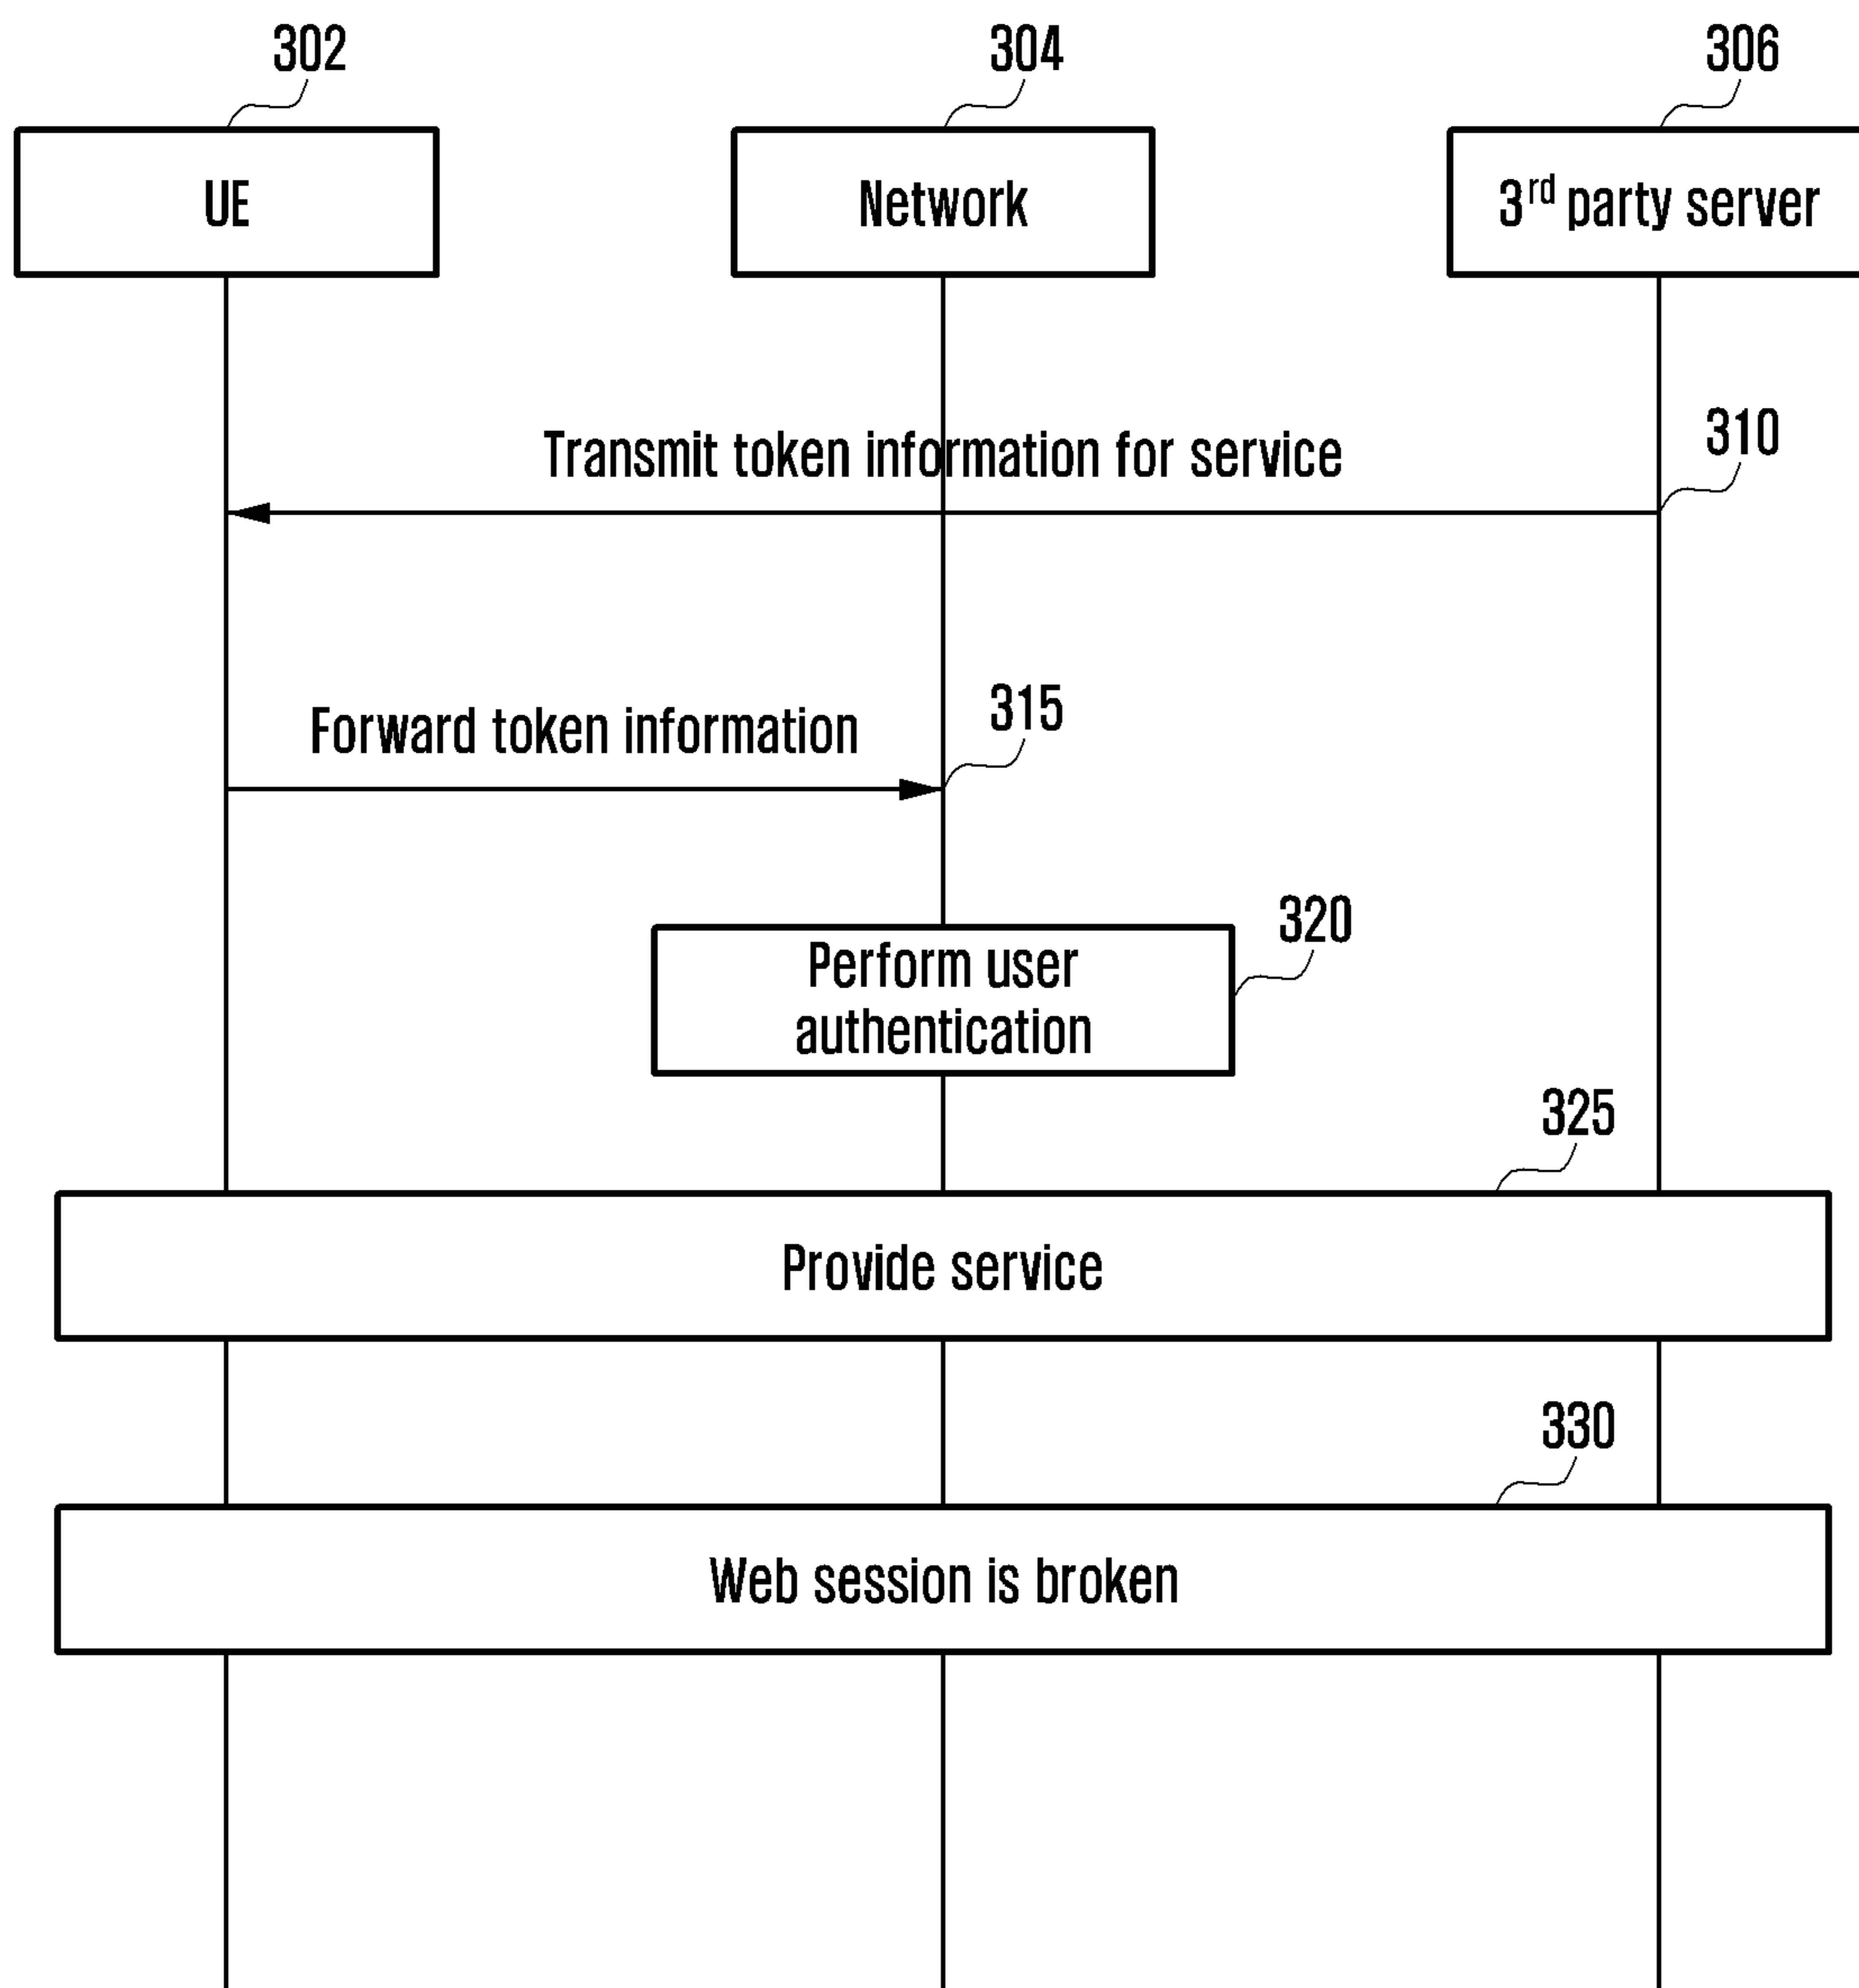 302
304
306
UE
Network
3rd party server
310
Transmit token information for service
315
Forward token information
320
Perform user
authentication
325
Provide service
330
Web session is broken